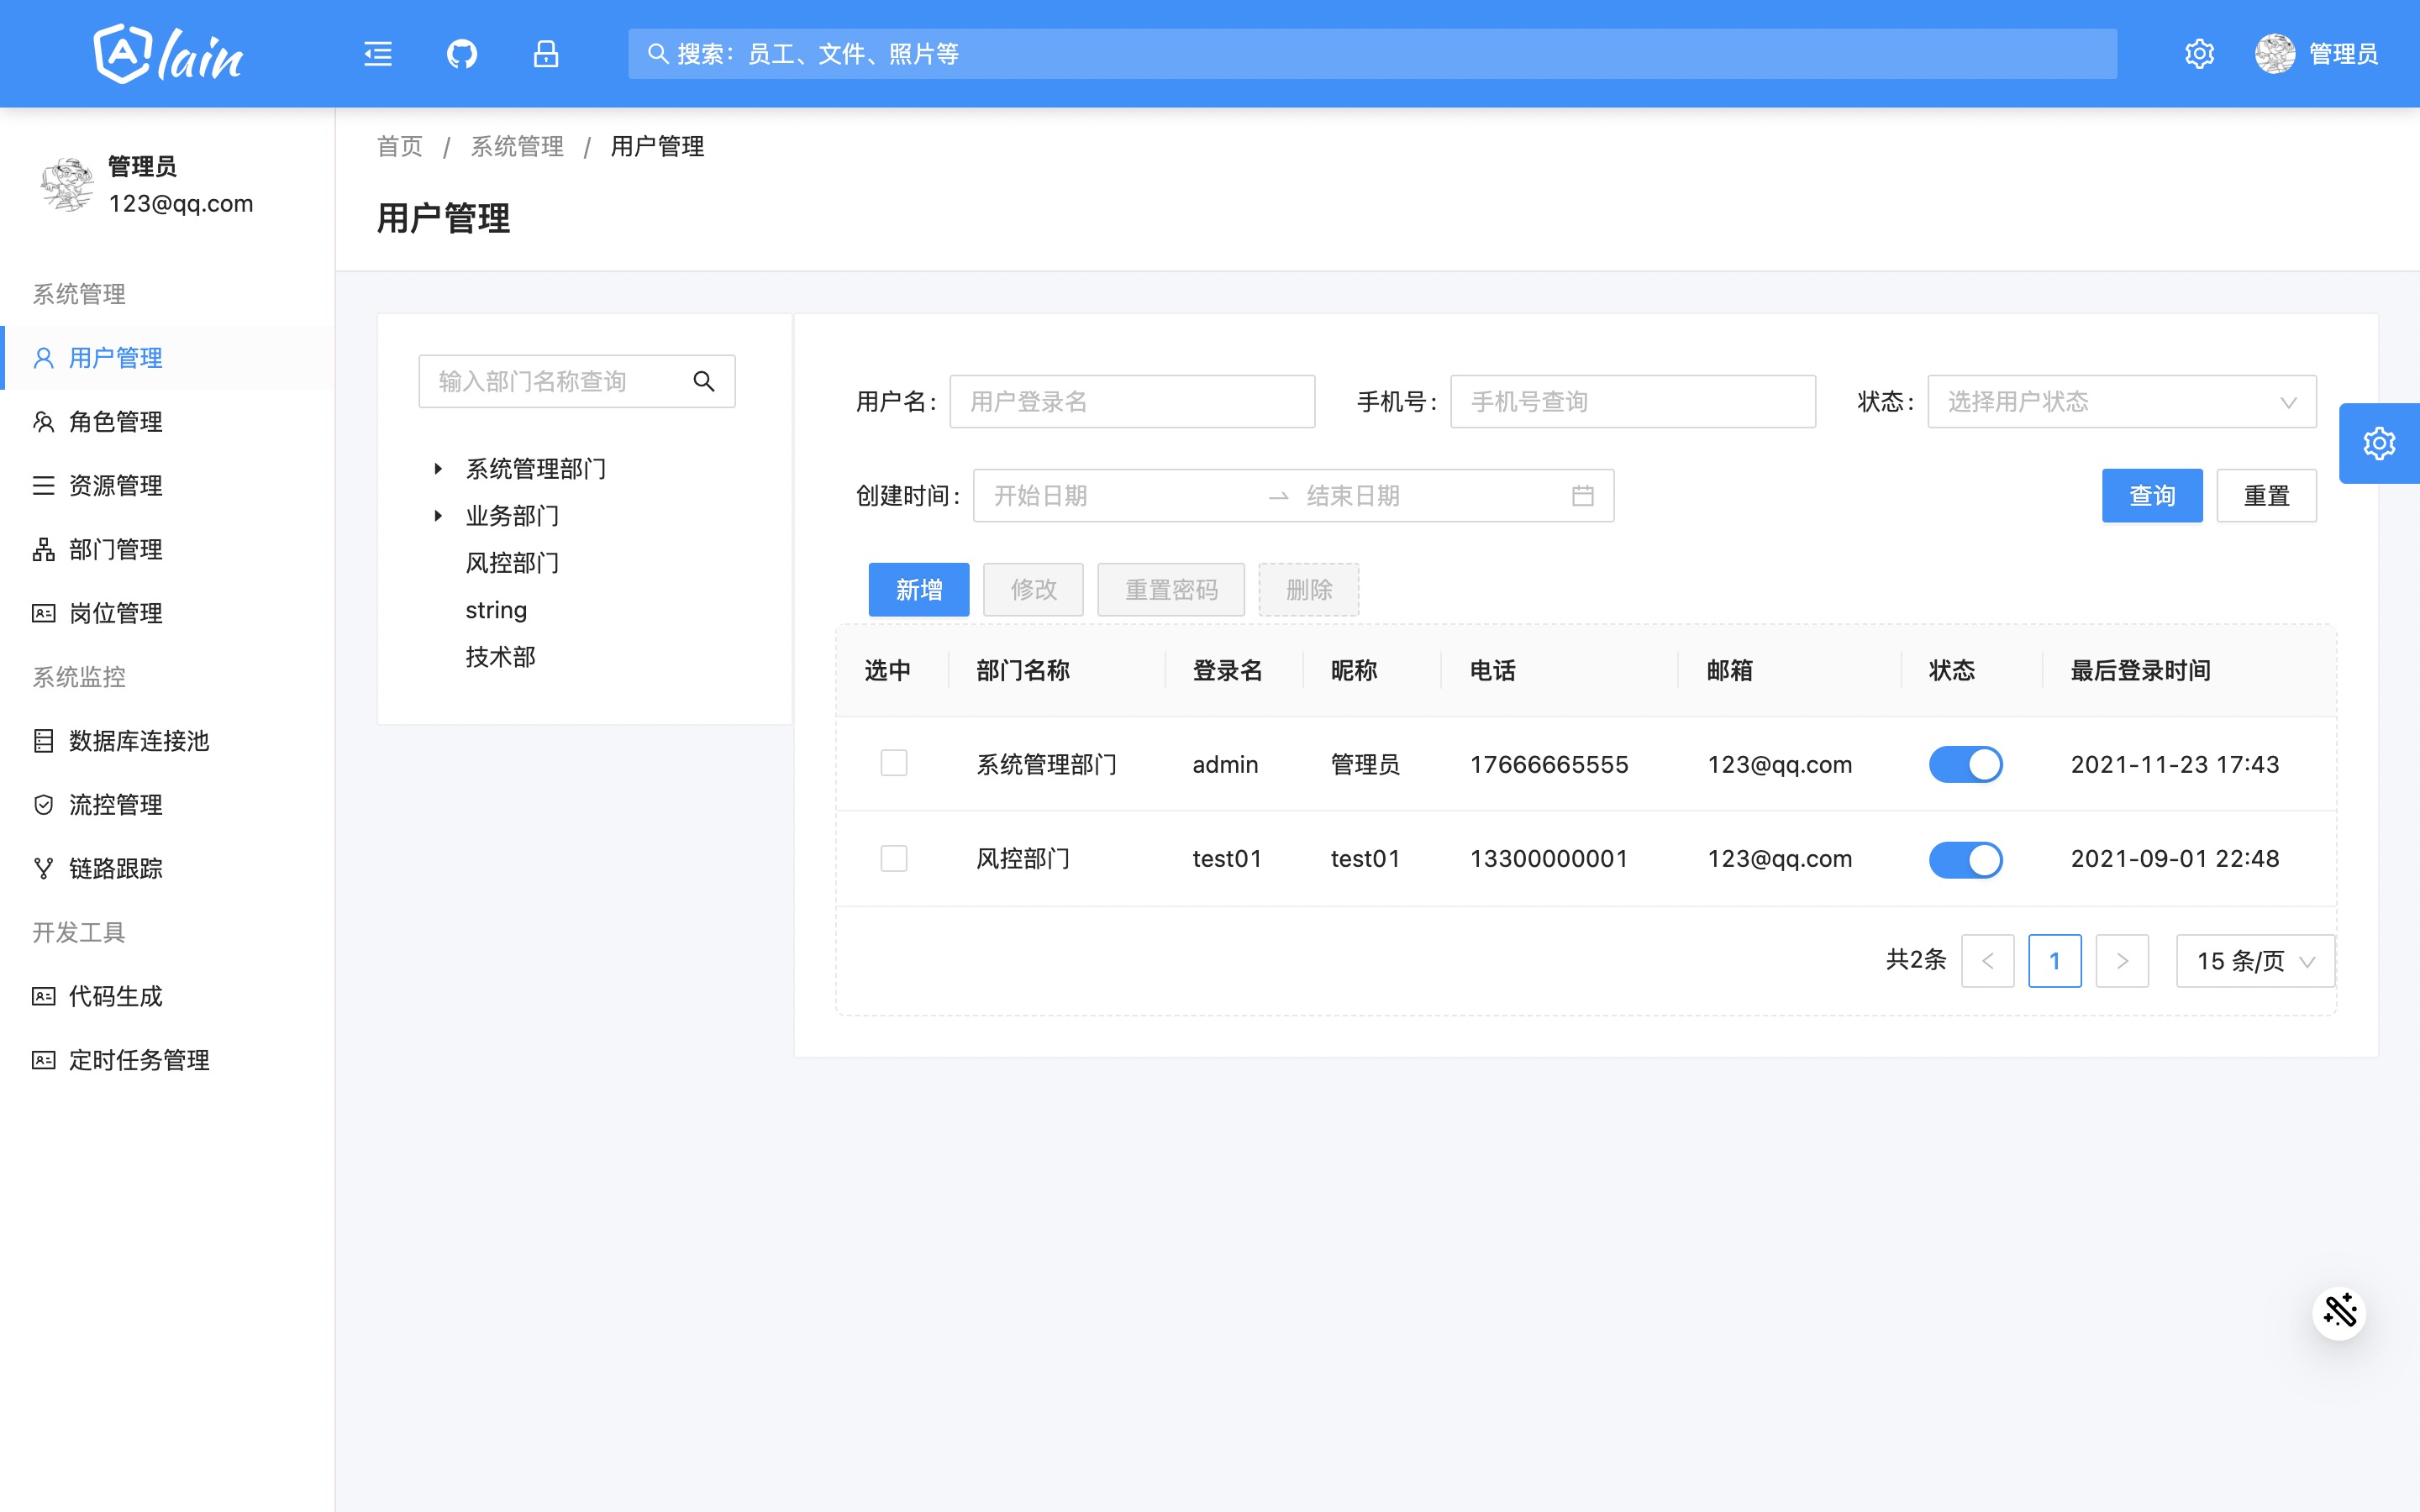 Alain
搜索：员工、文件、照片等
管理员
管理员
123@qq.com
系统管理
用户管理
角色管理
资源管理
部门管理
岗位管理
系统监控
数据库连接池
流控管理
链路跟踪
开发工具
代码生成
定时任务管理
首页 / 系统管理 / 用户管理
用户管理
输入部门名称查询
系统管理部门
业务部门
风控部门
string
技术部
用户名： 用户登录名 手机号： 手机号查询 状态： 选择用户状态
创建时间： 开始日期 结束日期 查询 重置
新增 修改 重置密码 删除
选中 部门名称 登录名 昵称 电话 邮箱 状态 最后登录时间
系统管理部门 admin 管理员 17666665555 123@qq.com 2021-11-23 17:43
风控部门 test01 test01 13300000001 123@qq.com 2021-09-01 22:48
共2条 < 1 > 15 条/页